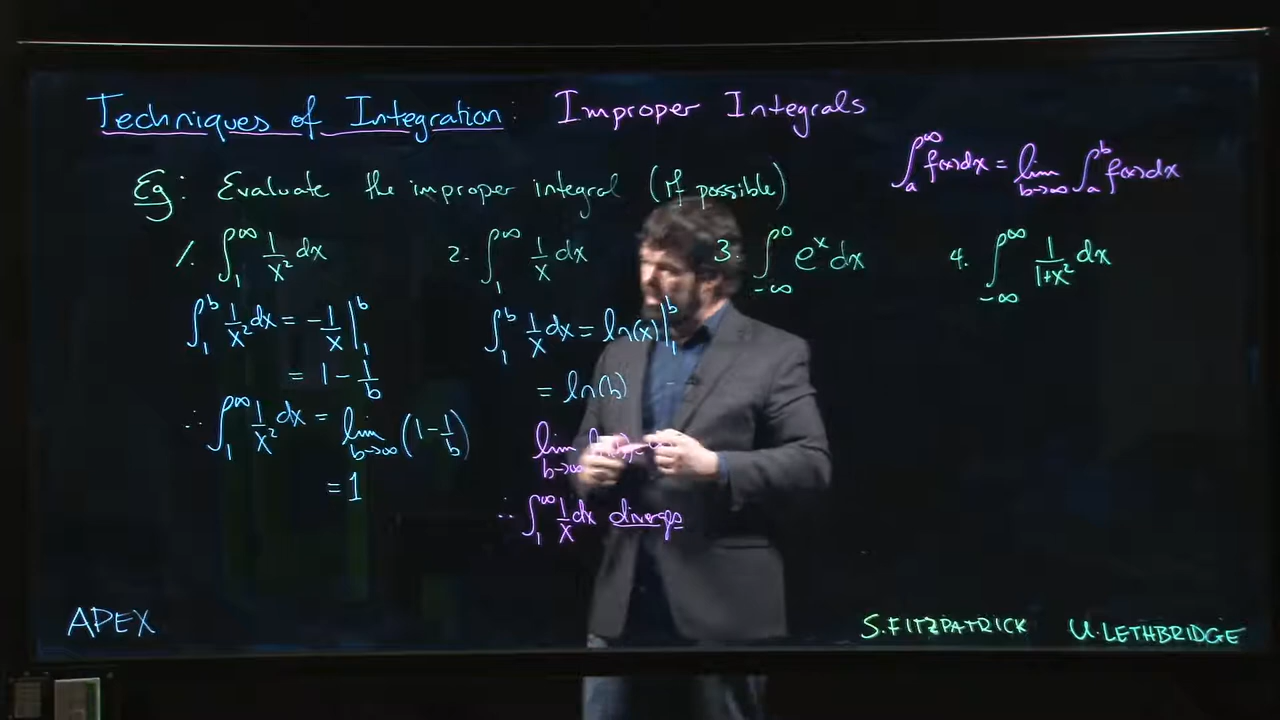 Techniques of Integration: Improper Integrals
∫_a^∞ f(x)dx = lim_{b→∞} ∫_a^b f(x)dx
Eg: Evaluate the improper integral (if possible)
1. ∫_1^∞ 1/x² dx
∫_1^b 1/x² dx = -1/x |_1^b
= 1 - 1/b
∴ ∫_1^∞ 1/x² dx = lim_{b→∞} (1 - 1/b)
= 1
2. ∫_1^∞ 1/x dx
∫_1^b 1/x dx = ln(x) |_1^b
= ln(b)
lim_{b→∞} ln(b) = ∞
∴ ∫_1^∞ 1/x dx diverges
3. ∫_{-∞}^0 e^x dx
4. ∫_{-∞}^∞ 1/(1+x²) dx
APEX
S. FITZPATRICK U. LETHBRIDGE